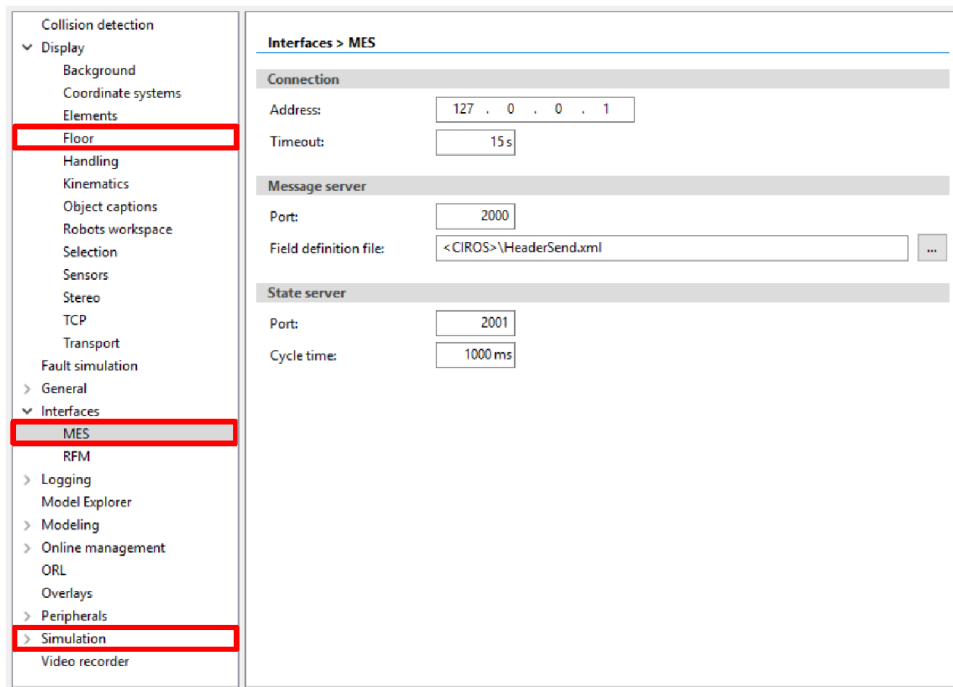 Collision detection
Display
Background
Coordinate systems
Elements
Floor
Handling
Kinematics
Object captions
Robots workspace
Selection
Sensors
Stereo
TCP
Transport
Fault simulation
General
Interfaces
MES
RFM
Logging
Model Explorer
Modeling
Online management
ORL
Overlays
Peripherals
Simulation
Video recorder
Interfaces > MES
Connection
Address: 127 . 0 . 0 . 1
Timeout: 15 s
Message server
Port: 2000
Field definition file: <CIROS>\HeaderSend.xml ...
State server
Port: 2001
Cycle time: 1000 ms